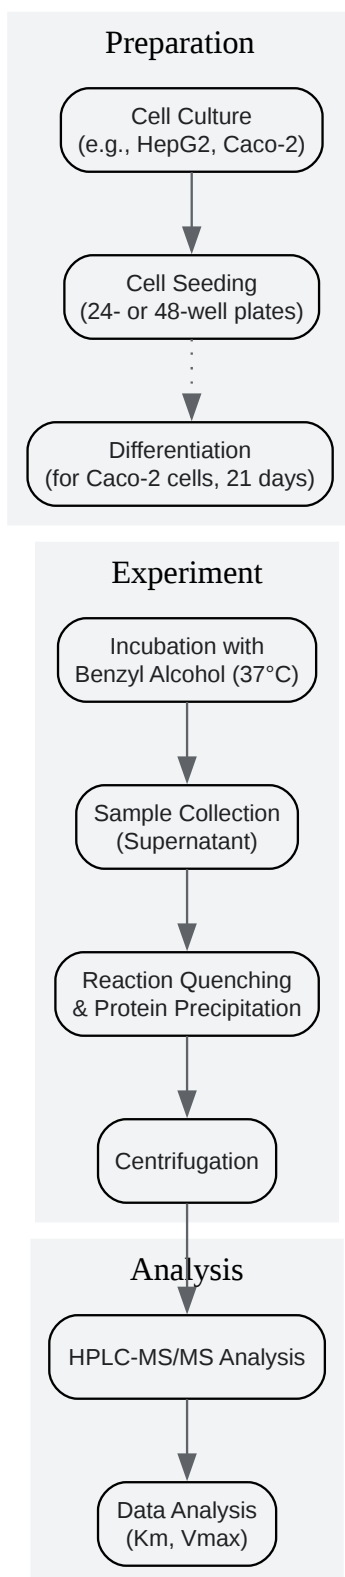 Preparation
Cell Culture
(e.g., HepG2, Caco-2)
Cell Seeding
(24- or 48-well plates)
Differentiation
(for Caco-2 cells, 21 days)
Experiment
Incubation with
Benzyl Alcohol (37°C)
Sample Collection
(Supernatant)
Reaction Quenching
& Protein Precipitation
Centrifugation
Analysis
HPLC-MS/MS Analysis
Data Analysis
(Km, Vmax)